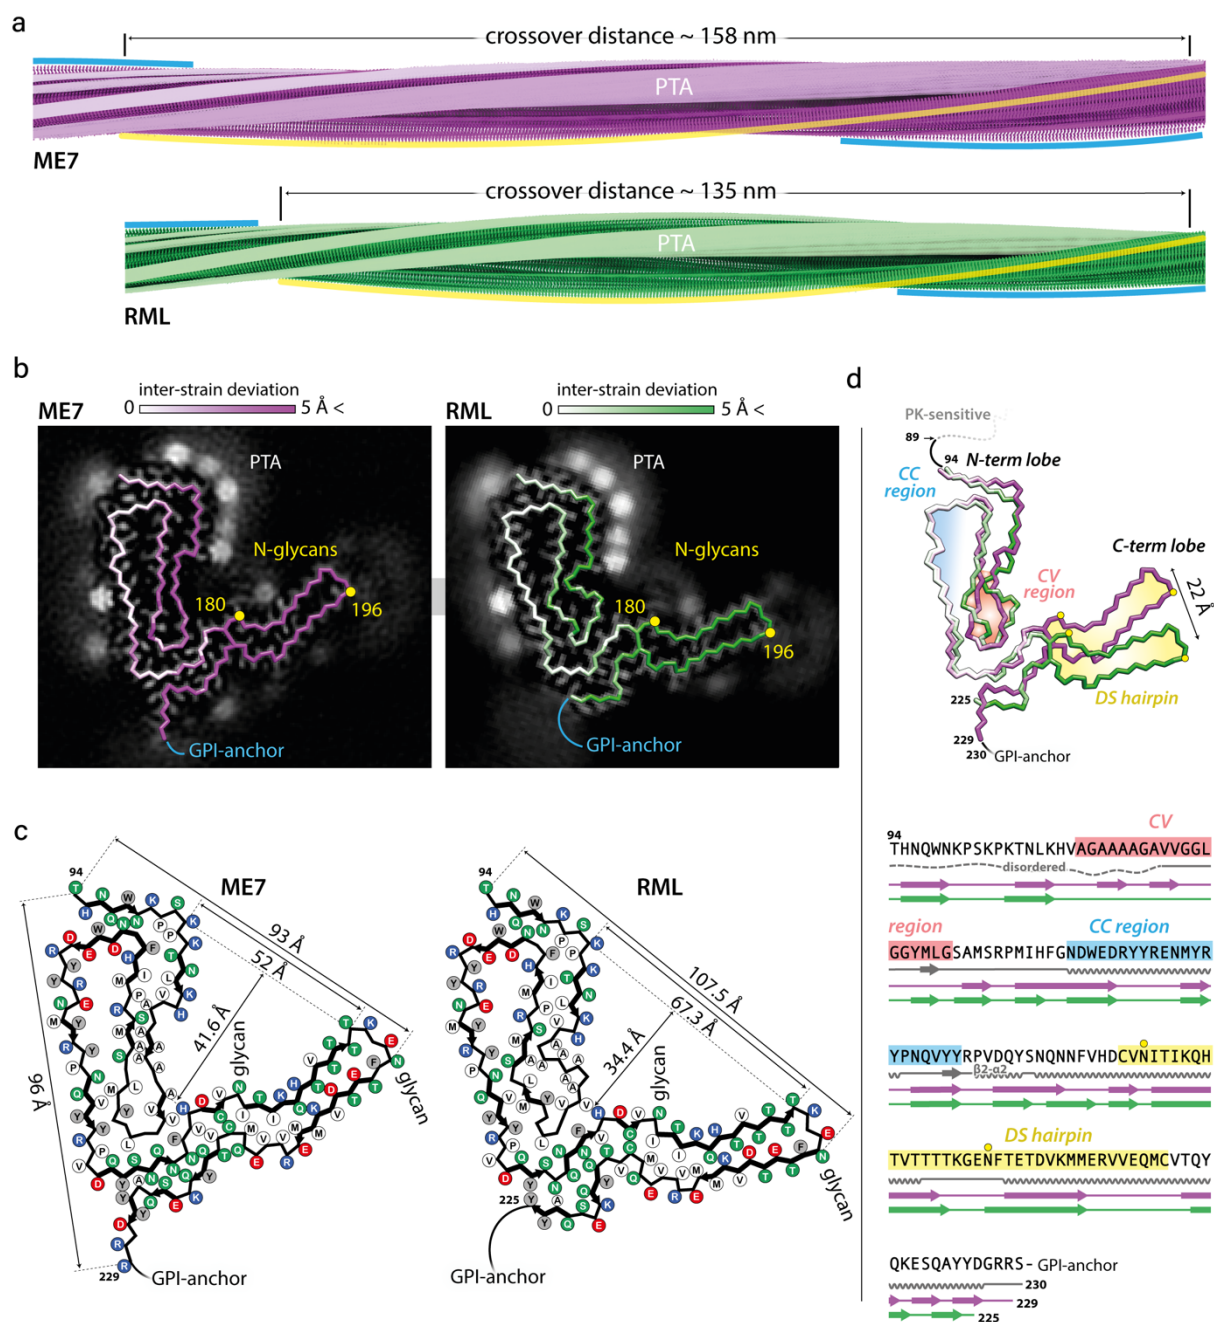 a
crossover distance ~ 158 nm
PTA
ME7
crossover distance ~ 135 nm
PTA
RML
b
inter-strain deviation
ME7
0
5 Å <
PTA
N-glycans
180
196
GPI-anchor
inter-strain deviation
RML
0
5 Å <
PTA
N-glycans
180
196
GPI-anchor
c
ME7
94
93 Å
52 Å
41.6 Å
96 Å
glycan
glycan
229
GPI-anchor
RML
94
107.5 Å
67.3 Å
34.4 Å
glycan
glycan
225
GPI-anchor
d
PK-sensitive
89
94
N-term lobe
CC
region
C-term lobe
CV
region
22 Å
DS hairpin
225
229
230
GPI-anchor
CV
94
THNQWNKPSKPKTNLKHVAGAAAAGAVVGGL
disordered
region
CC region
GGYMLGSAMSRPMIHFGNDWEDRYYRENMYR
YPNQVYYRPVDQYSNQNNFVHDCVNITIKQH
β2-α2
DS hairpin
TVTTTTKGENFTETDVKMMERVVEQMCVTQY
QKESQAYYDGRRS- GPI-anchor
230
229
225